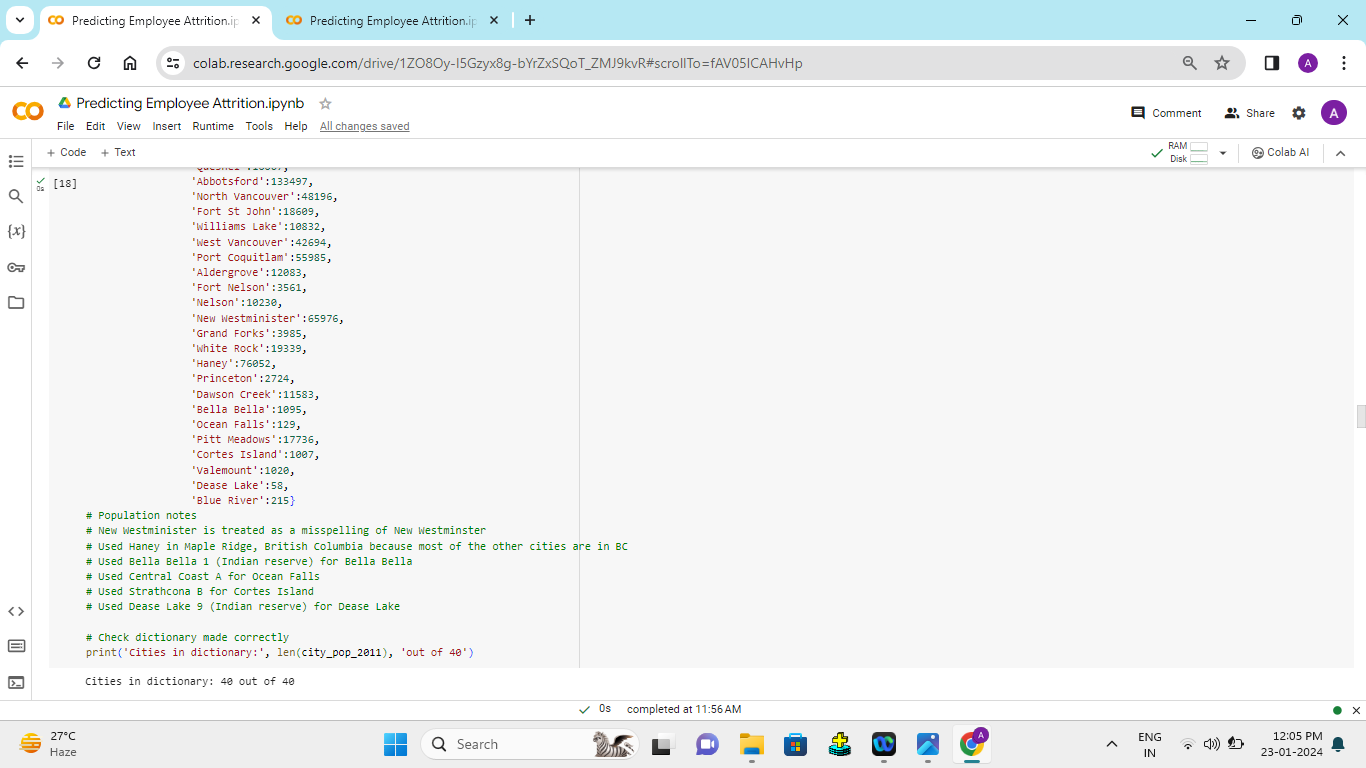 Predicting Employee Attrition.ip
Predicting Employee Attrition.ip
colab.research.google.com/drive/1ZO8Oy-I5Gzyx8g-bYrZxSQoT_ZMJ9kvR#scrollTo=fAV05ICAHvHp
A
Predicting Employee Attrition.ipynb
File Edit View Insert Runtime Tools Help All changes saved
Comment Share A
+ Code + Text
RAM
Disk
Colab AI
0s
[18]
'Abbotsford':133497,
'North Vancouver':48196,
'Fort St John':18609,
'Williams Lake':10832,
'West Vancouver':42694,
'Port Coquitlam':55985,
'Aldergrove':12083,
'Fort Nelson':3561,
'Nelson':10230,
'New Westminister':65976,
'Grand Forks':3985,
'White Rock':19339,
'Haney':76052,
'Princeton':2724,
'Dawson Creek':11583,
'Bella Bella':1095,
'Ocean Falls':129,
'Pitt Meadows':17736,
'Cortes Island':1007,
'Valemount':1020,
'Dease Lake':58,
'Blue River':215}
# Population notes
# New Westminister is treated as a misspelling of New Westminster
# Used Haney in Maple Ridge, British Columbia because most of the other cities are in BC
# Used Bella Bella 1 (Indian reserve) for Bella Bella
# Used Central Coast A for Ocean Falls
# Used Strathcona B for Cortes Island
# Used Dease Lake 9 (Indian reserve) for Dease Lake
# Check dictionary made correctly
print('Cities in dictionary:', len(city_pop_2011), 'out of 40')
Cities in dictionary: 40 out of 40
0s completed at 11:56 AM
27°C
Haze
Search
A
ENG
IN
12:05 PM
23-01-2024